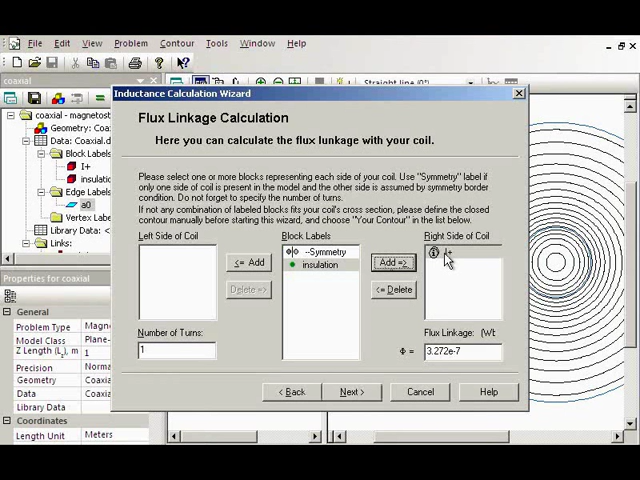 File Edit View Problem Contour Tools Window Help
coaxial
Straight line (0°)
coaxial - magnetost
Geometry: Coa
Data: Coaxial
Block Labels
I+
insulation
Edge Labels
a0
Vertex Label
Library Data: <
Links:
Properties for coaxial
General
Problem Type Magne
Model Class Plane-
Z Length (Lz), m 1
Precision Norma
Geometry Coaxia
Data Coaxia
Library Data
Coordinates
Length Unit Meters
Inductance Calculation Wizard
Flux Linkage Calculation
Here you can calculate the flux lunkage with your coil.
Please select one or more blocks representing each side of your coil. Use "Symmetry" label if
only one side of coil is present in the model and the other side is assumed by symmetry border
condition. Do not forget to specify the number of turns.
If not any combination of labeled blocks fits your coil's cross section, please define the closed
contour manually before starting this wizard, and choose "Your Contour" in the list below.
Left Side of Coil Block Labels Right Side of Coil
--Symmetry
insulation
I+
<= Add
Add =>
Delete =>
<= Delete
Number of Turns:
1
Flux Linkage: (Wb
Φ = 3.272e-7
< Back Next > Cancel Help